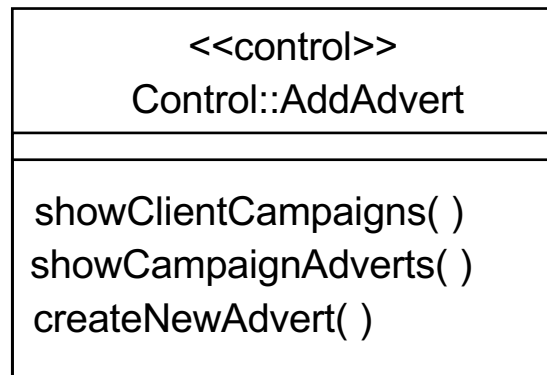 <<control>>
Control::AddAdvert
showClientCampaigns( )
showCampaignAdverts( )
createNewAdvert( )